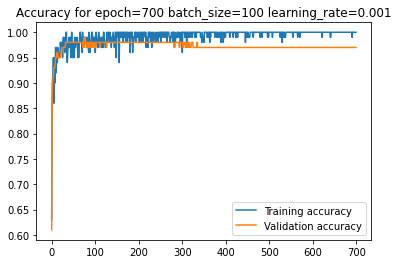 Accuracy for epoch=700 batch_size=100 learning_rate=0.001
1.00
0.95
0.90
0.85
0.80
0.75
0.70
0.65
0.60
0 100 200 300 400 500 600 700
Training accuracy
Validation accuracy